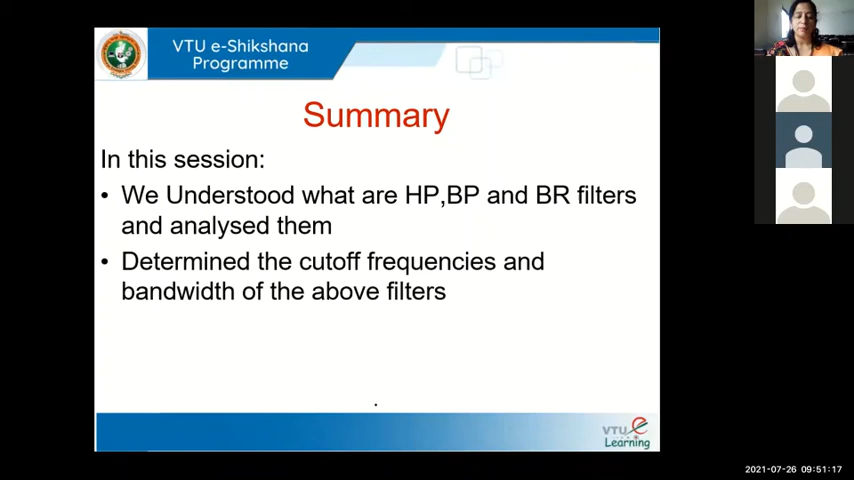 VTU e-Shikshana
Programme
Summary
In this session:
• We Understood what are HP,BP and BR filters
and analysed them
• Determined the cutoff frequencies and
bandwidth of the above filters
VTU e
Learning
2021-07-26 09:51:17